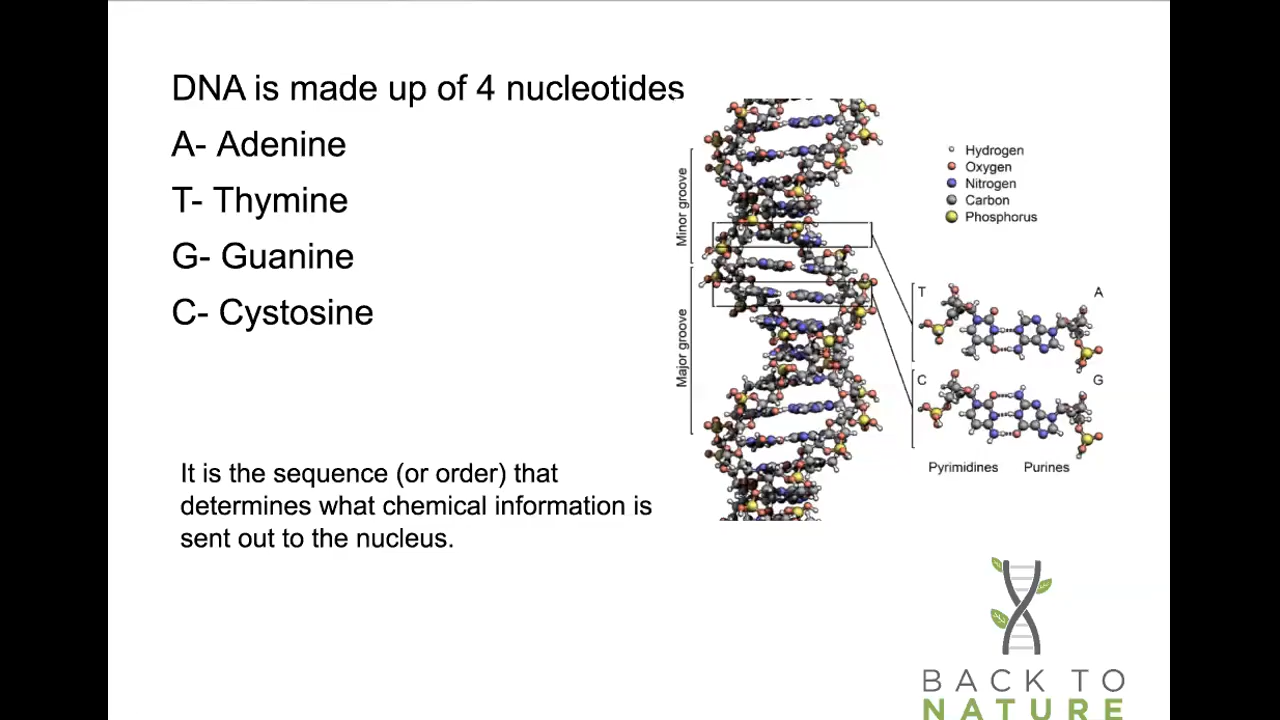 DNA is made up of 4 nucleotides
A- Adenine
T- Thymine
G- Guanine
C- Cystosine
It is the sequence (or order) that
determines what chemical information is
sent out to the nucleus.
Minor groove
Major groove
Hydrogen
Oxygen
Nitrogen
Carbon
Phosphorus
T A
C G
Pyrimidines Purines
BACK TO
NATURE